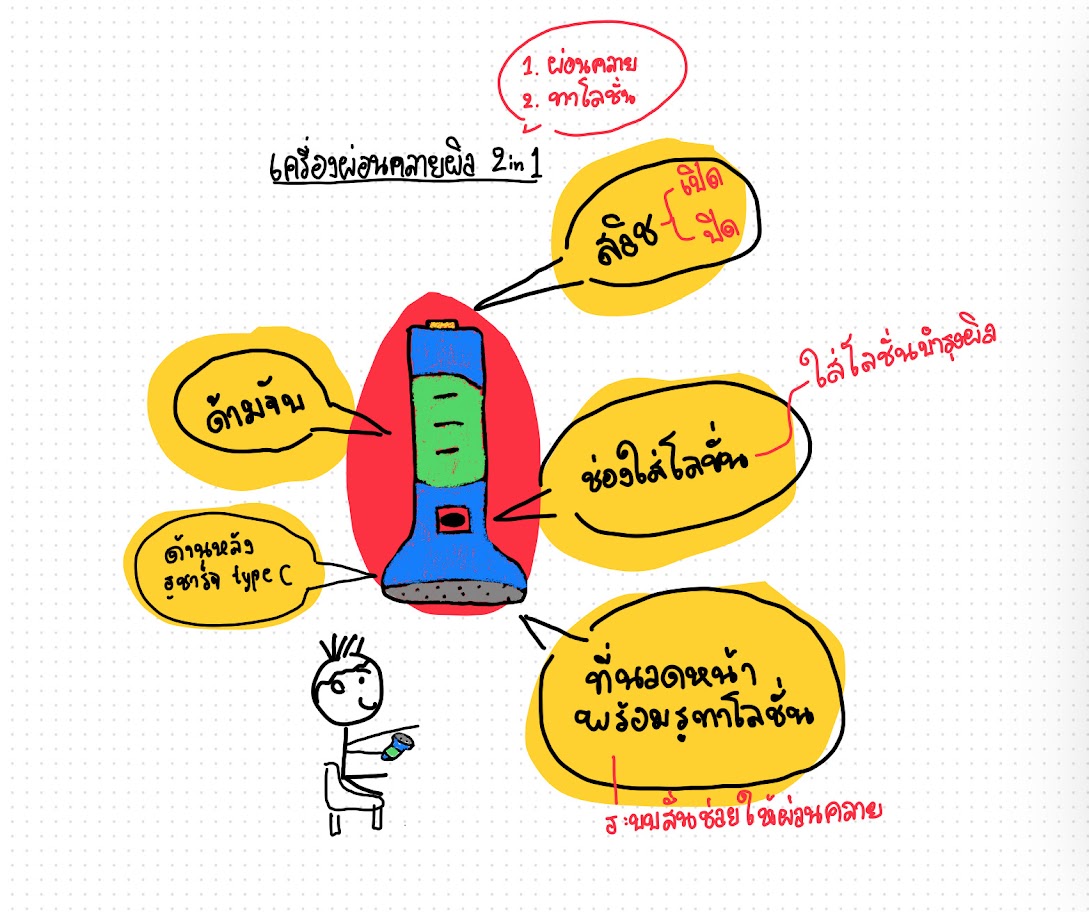 1. ผ่อนคลาย
2. ทาโลชั่น
เครื่องผ่อนคลายผิว 2 in 1
สวิช
เปิด
ปิด
ใส่โลชั่นบำรุงผิว
ด้ามจับ
ช่องใส่โลชั่น
ด้านหลัง
รูชาร์จ type C
ที่นวดหน้า
พร้อมรูทาโลชั่น
ระบบสั่นช่วยให้ผ่อนคลาย